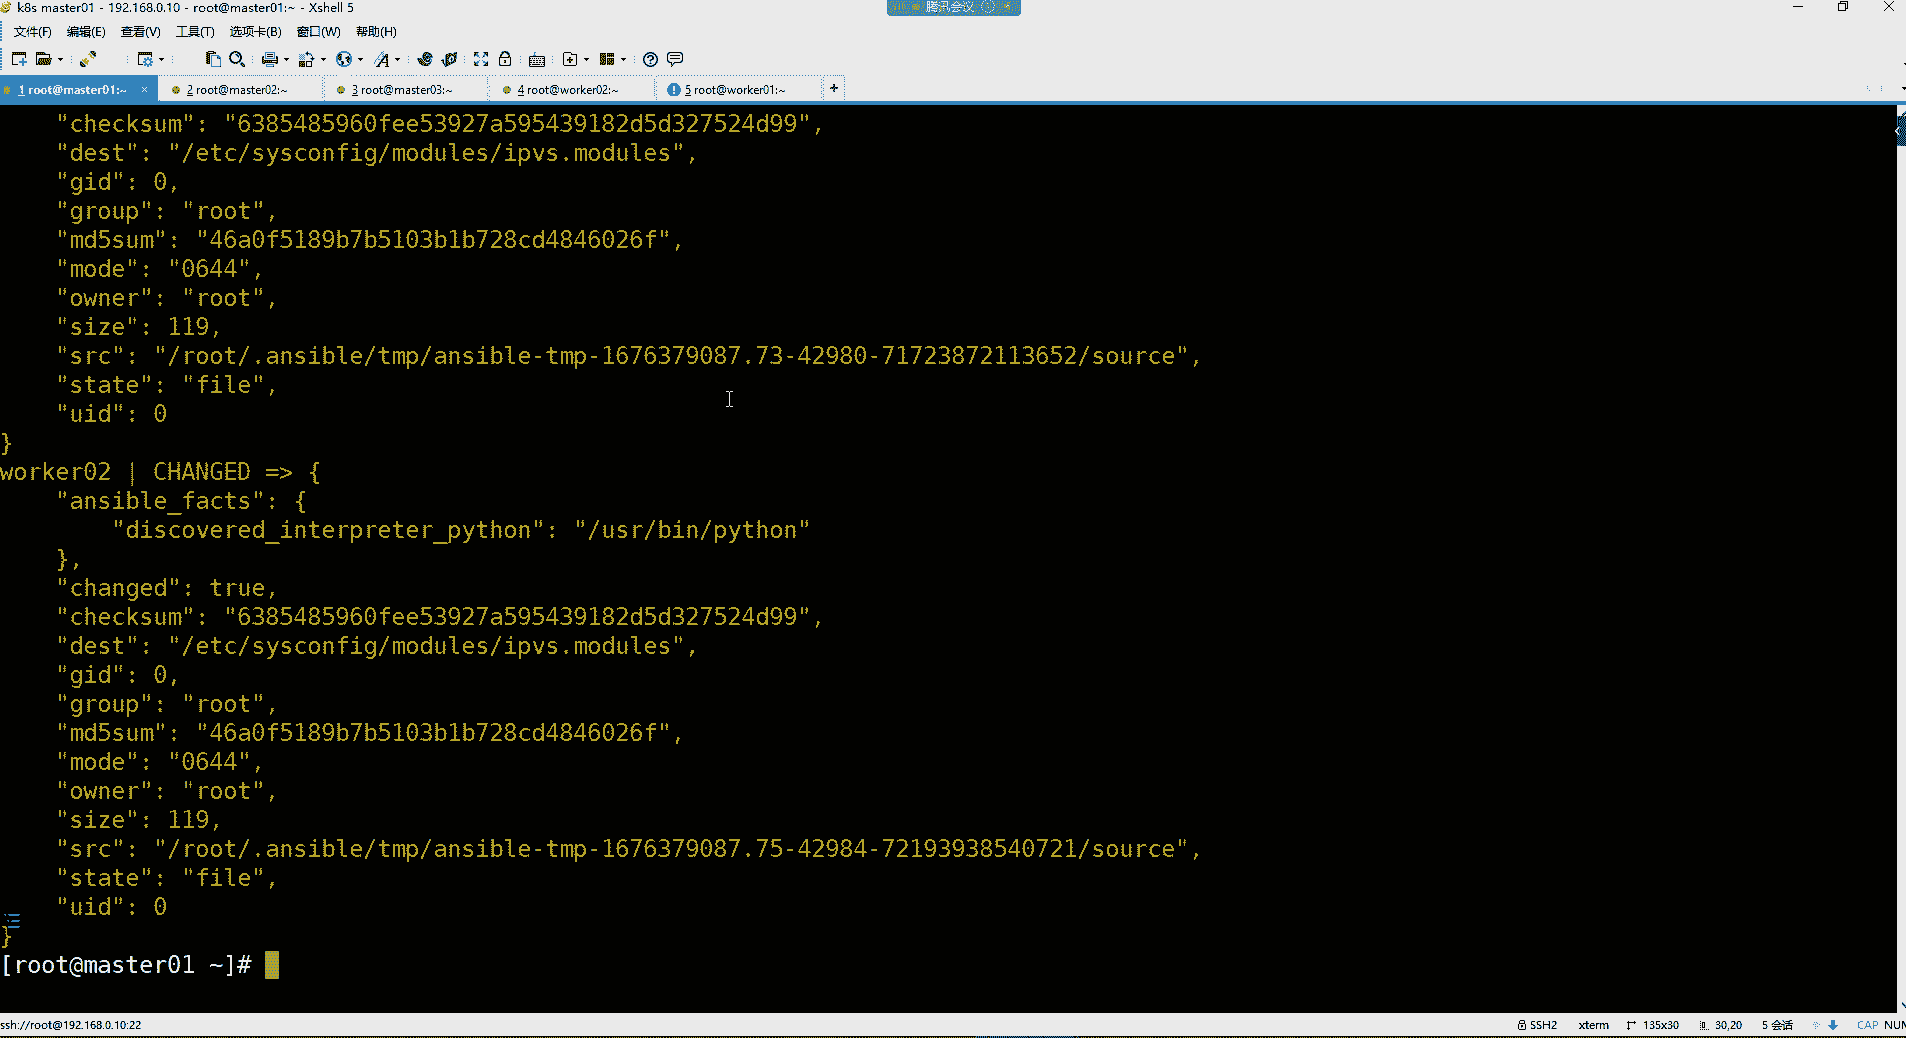 k8s master01 - 192.168.0.10 - root@master01:~ - Xshell 5
腾讯会议
文件(F) 编辑(E) 查看(V) 工具(T) 选项卡(B) 窗口(W) 帮助(H)
1 root@master01:~ × 2 root@master02:~ 3 root@master03:~ 4 root@worker02:~ 5 root@worker01:~ +
"checksum": "6385485960fee53927a595439182d5d327524d99",
"dest": "/etc/sysconfig/modules/ipvs.modules",
"gid": 0,
"group": "root",
"md5sum": "46a0f5189b7b5103b1b728cd4846026f",
"mode": "0644",
"owner": "root",
"size": 119,
"src": "/root/.ansible/tmp/ansible-tmp-1676379087.73-42980-71723872113652/source",
"state": "file",
"uid": 0
}
worker02 | CHANGED => {
"ansible_facts": {
"discovered_interpreter_python": "/usr/bin/python"
},
"changed": true,
"checksum": "6385485960fee53927a595439182d5d327524d99",
"dest": "/etc/sysconfig/modules/ipvs.modules",
"gid": 0,
"group": "root",
"md5sum": "46a0f5189b7b5103b1b728cd4846026f",
"mode": "0644",
"owner": "root",
"size": 119,
"src": "/root/.ansible/tmp/ansible-tmp-1676379087.75-42984-72193938540721/source",
"state": "file",
"uid": 0
}
[root@master01 ~]#
ssh://root@192.168.0.10:22 SSH2 xterm 135x30 30,20 5 会话 CAP NUM